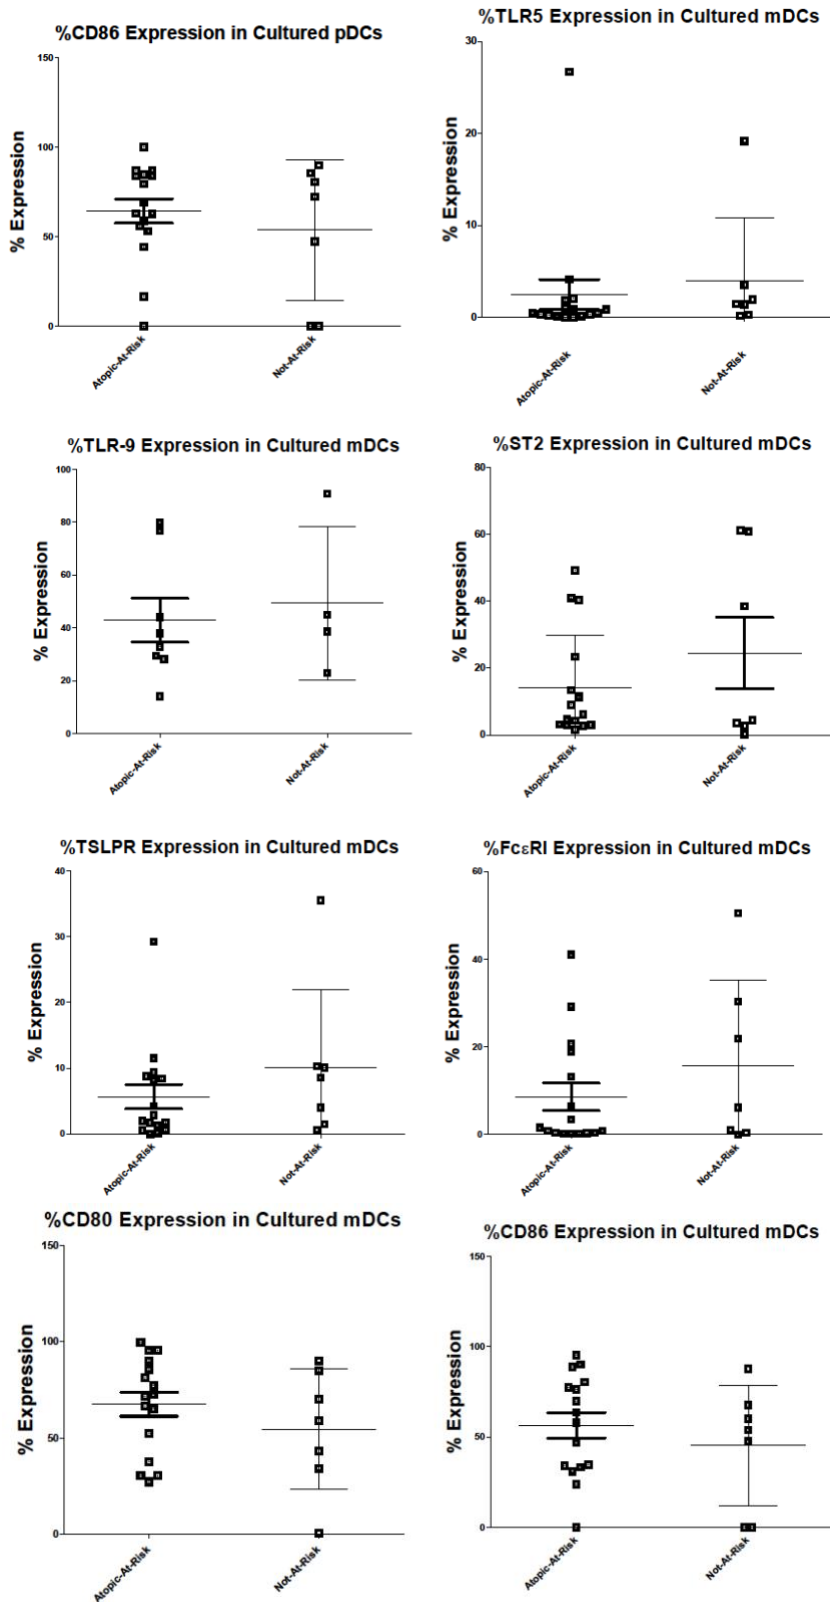 %CD86 Expression in Cultured pDCs
% Expression
150
100
50
0
Atopic-At-Risk
Not-At-Risk
%TLR5 Expression in Cultured mDCs
% Expression
30
20
10
0
Atopic-At-Risk
Not-At-Risk
%TLR-9 Expression in Cultured mDCs
% Expression
100
80
60
40
20
0
Atopic-At-Risk
Not-At-Risk
%ST2 Expression in Cultured mDCs
% Expression
80
60
40
20
0
Atopic-At-Risk
Not-At-Risk
%TSLPR Expression in Cultured mDCs
% Expression
40
30
20
10
0
Atopic-At-Risk
Not-At-Risk
%FcεRI Expression in Cultured mDCs
% Expression
60
40
20
0
Atopic-At-Risk
Not-At-Risk
%CD80 Expression in Cultured mDCs
% Expression
150
100
50
0
Atopic-At-Risk
Not-At-Risk
%CD86 Expression in Cultured mDCs
% Expression
150
100
50
0
Atopic-At-Risk
Not-At-Risk